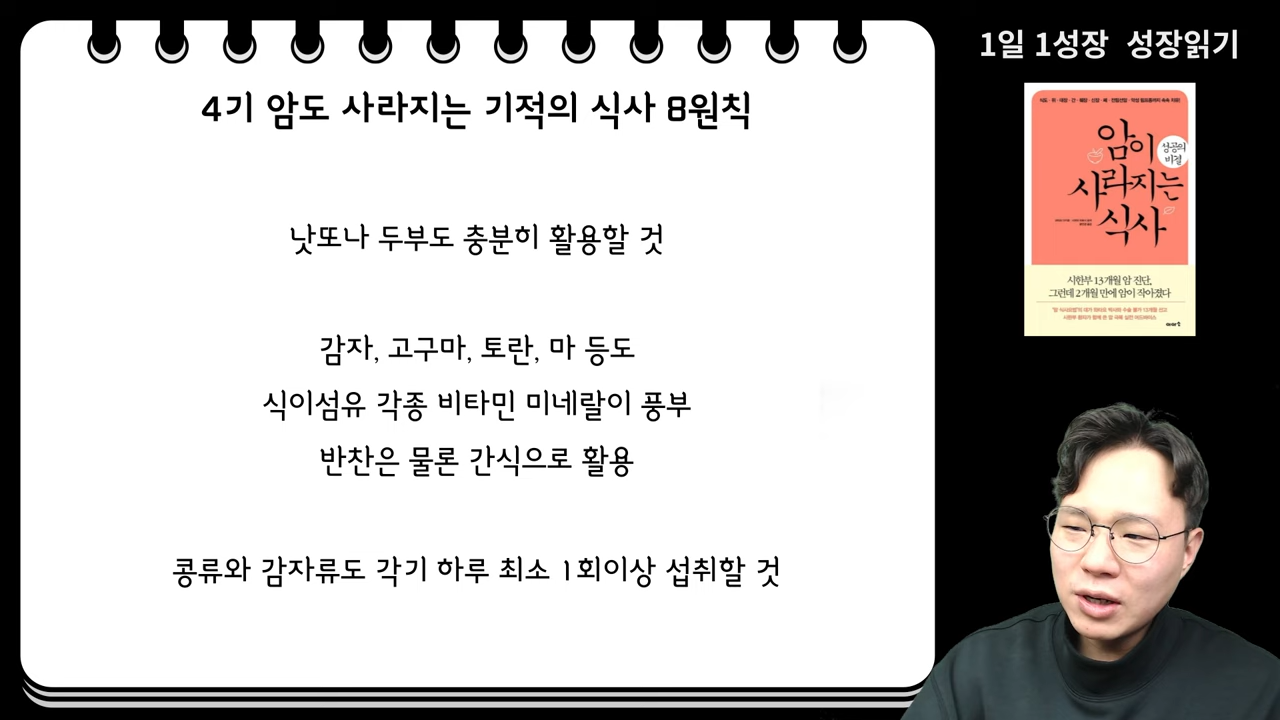 4기 암도 사라지는 기적의 식사 8원칙
낫또나 두부도 충분히 활용할 것
감자, 고구마, 토란, 마 등도
식이섬유 각종 비타민 미네랄이 풍부
반찬은 물론 간식으로 활용
콩류와 감자류도 각기 하루 최소 1회이상 섭취할 것
1일 1성장 성장읽기
암이
사라지는
식사
성공의
비결
시한부 13개월 암 진단,
그런데 2개월 만에 암이 작아졌다